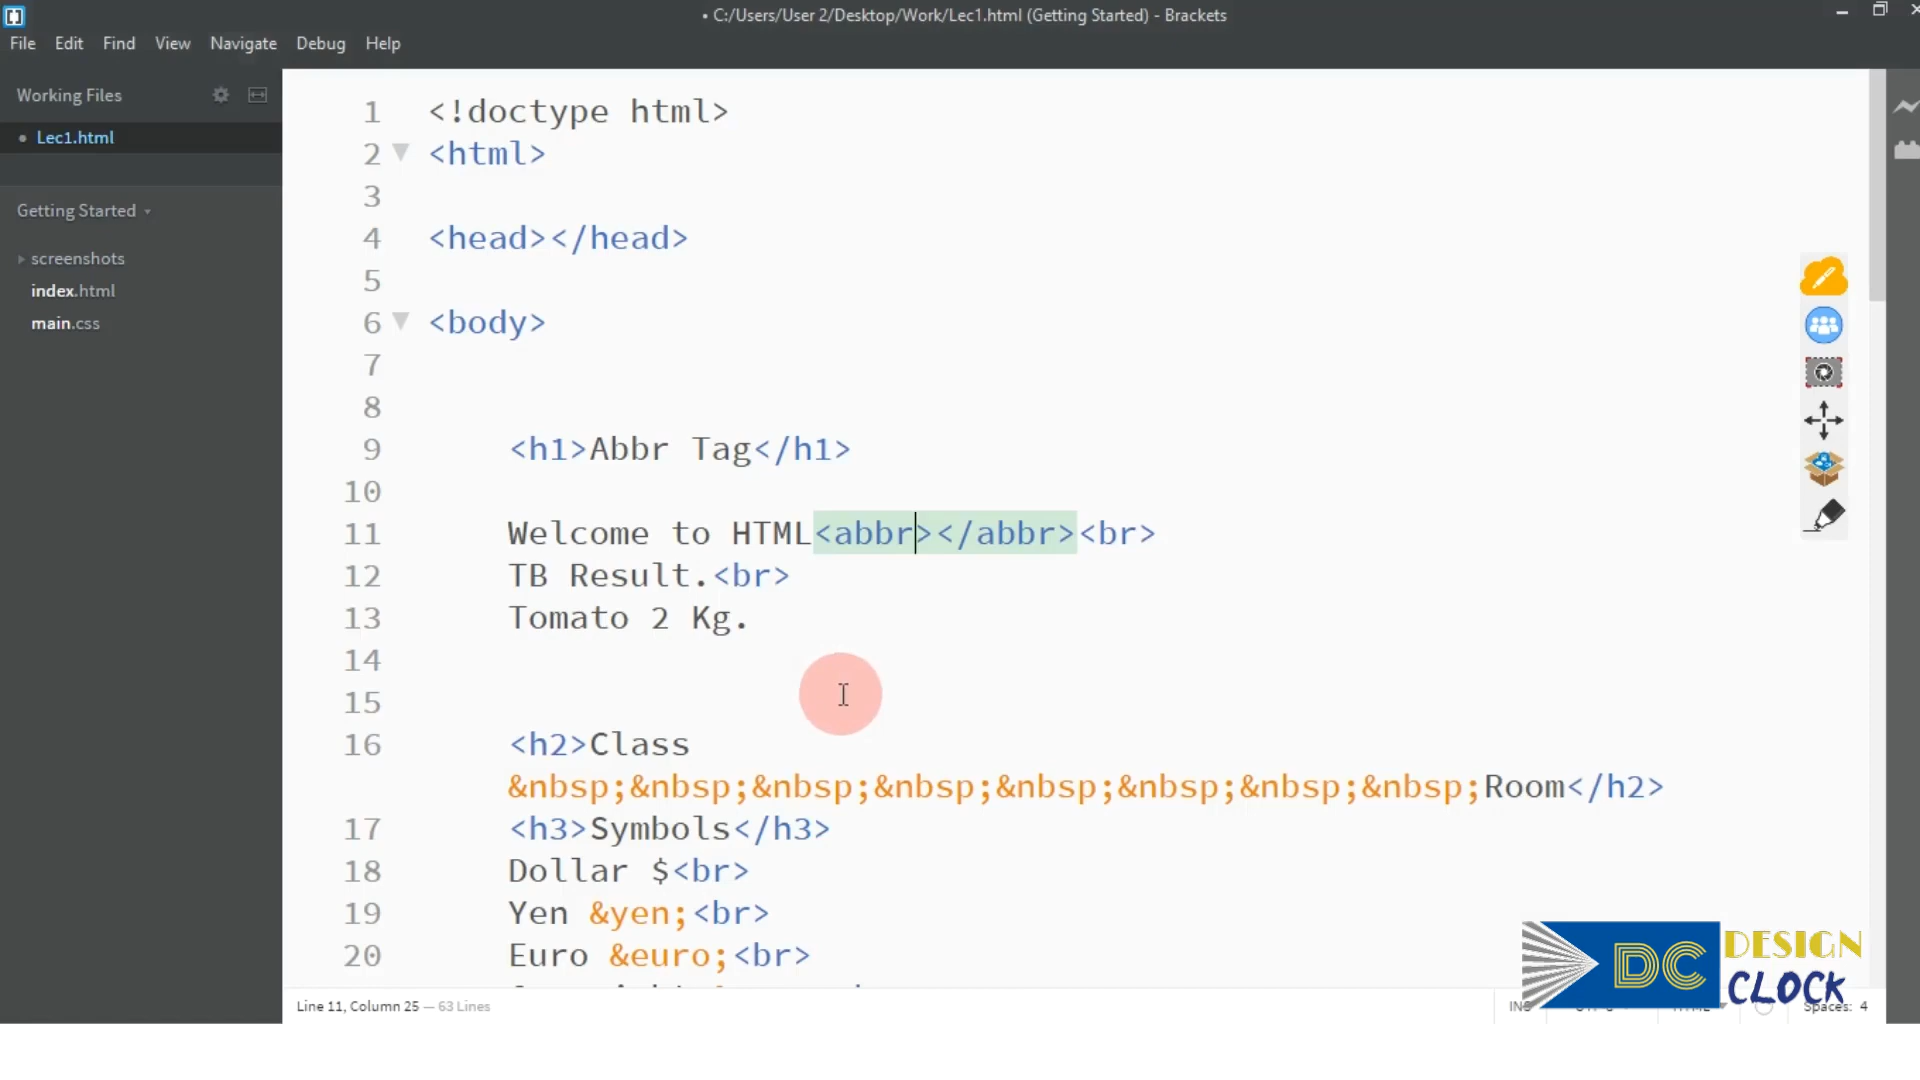 • C:/Users/User 2/Desktop/Work/Lec1.html (Getting Started) - Brackets
File Edit Find View Navigate Debug Help
Working Files
• Lec1.html
Getting Started
screenshots
index.html
main.css
1 <!doctype html>
2 <html>
3
4 <head></head>
5
6 <body>
7
8
9 <h1>Abbr Tag</h1>
10
11 Welcome to HTML<abbr></abbr><br>
12 TB Result.<br>
13 Tomato 2 Kg.
14
15
16 <h2>Class
&nbsp;&nbsp;&nbsp;&nbsp;&nbsp;&nbsp;&nbsp;&nbsp;Room</h2>
17 <h3>Symbols</h3>
18 Dollar $<br>
19 Yen &yen;<br>
20 Euro &euro;<br>
Line 11, Column 25 — 63 Lines
Spaces: 4
DC DESIGN
CLOCK